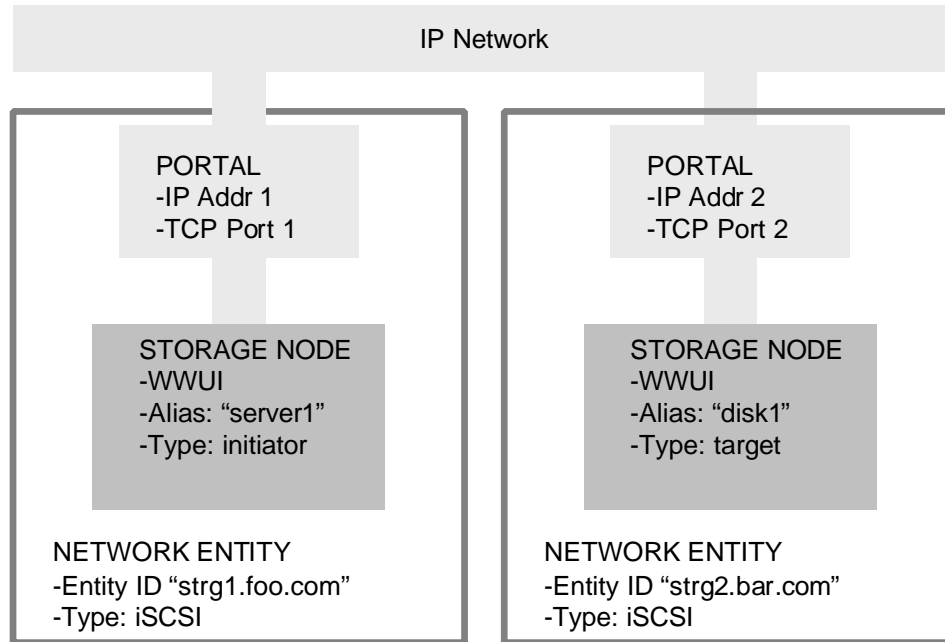 IP Network
PORTAL
-IP Addr 1
-TCP Port 1
STORAGE NODE
-WWUI
-Alias: “server1”
-Type: initiator
NETWORK ENTITY
-Entity ID “strg1.foo.com”
-Type: iSCSI
PORTAL
-IP Addr 2
-TCP Port 2
STORAGE NODE
-WWUI
-Alias: “disk1”
-Type: target
NETWORK ENTITY
-Entity ID “strg2.bar.com”
-Type: iSCSI